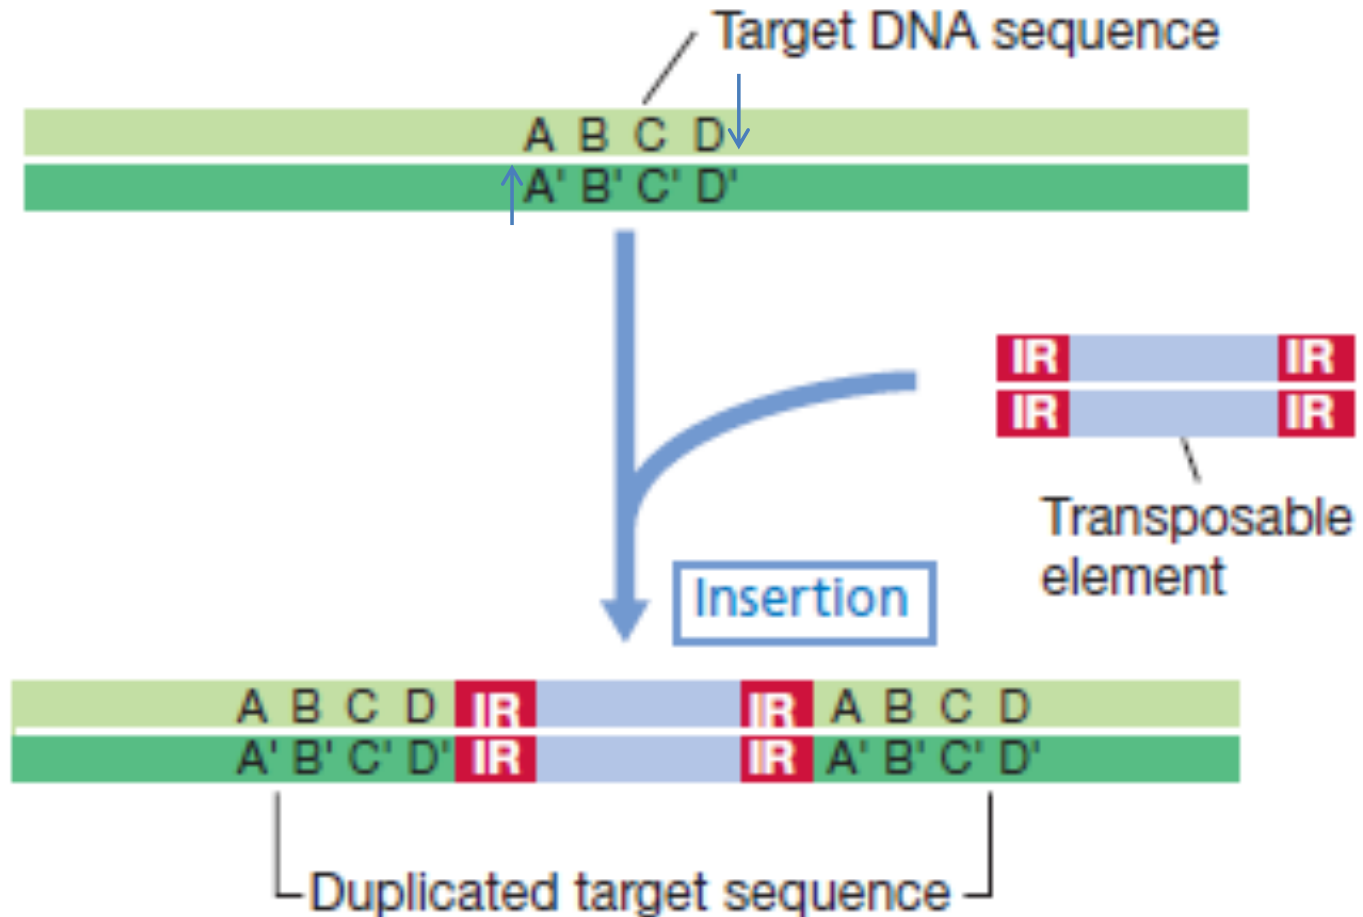 Target DNA sequence
A B C D
A' B' C' D'
IR IR
IR IR
Transposable
element
Insertion
A B C D IR IR A B C D
A' B' C' D' IR IR A' B' C' D'
Duplicated target sequence